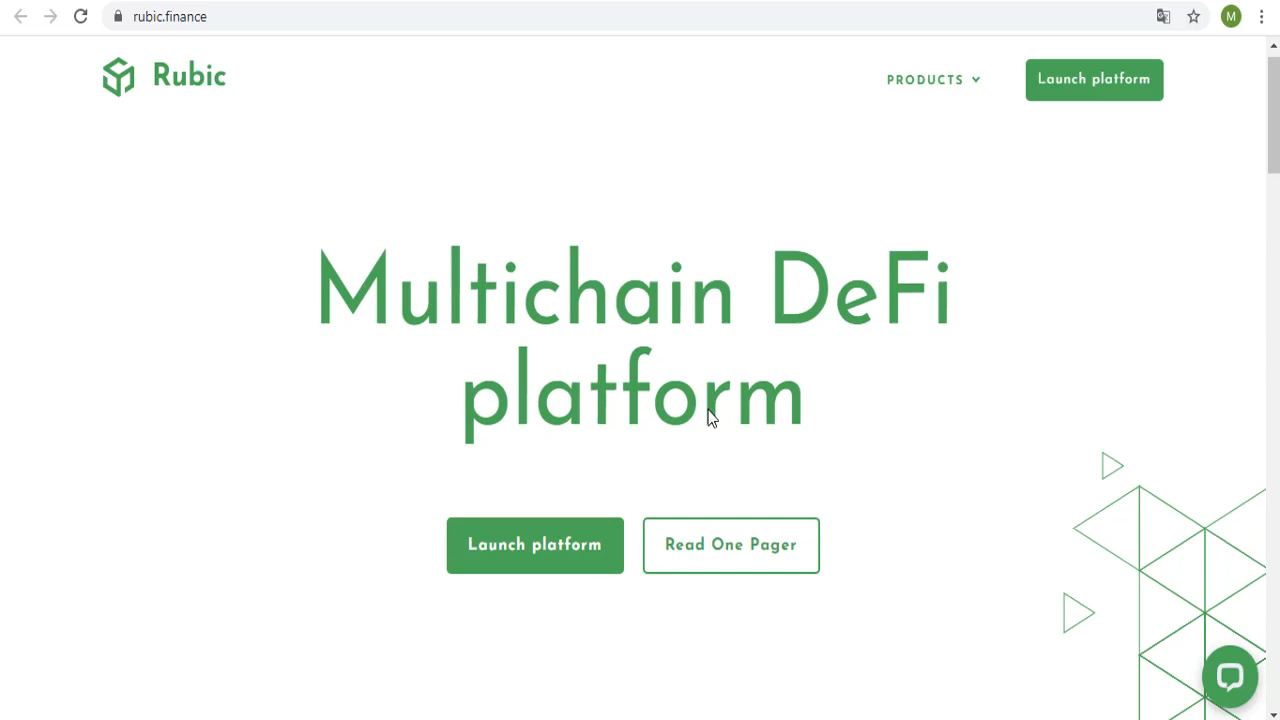 rubic.finance
M
Rubic
PRODUCTS
Launch platform
Multichain DeFi
platform
Launch platform
Read One Pager